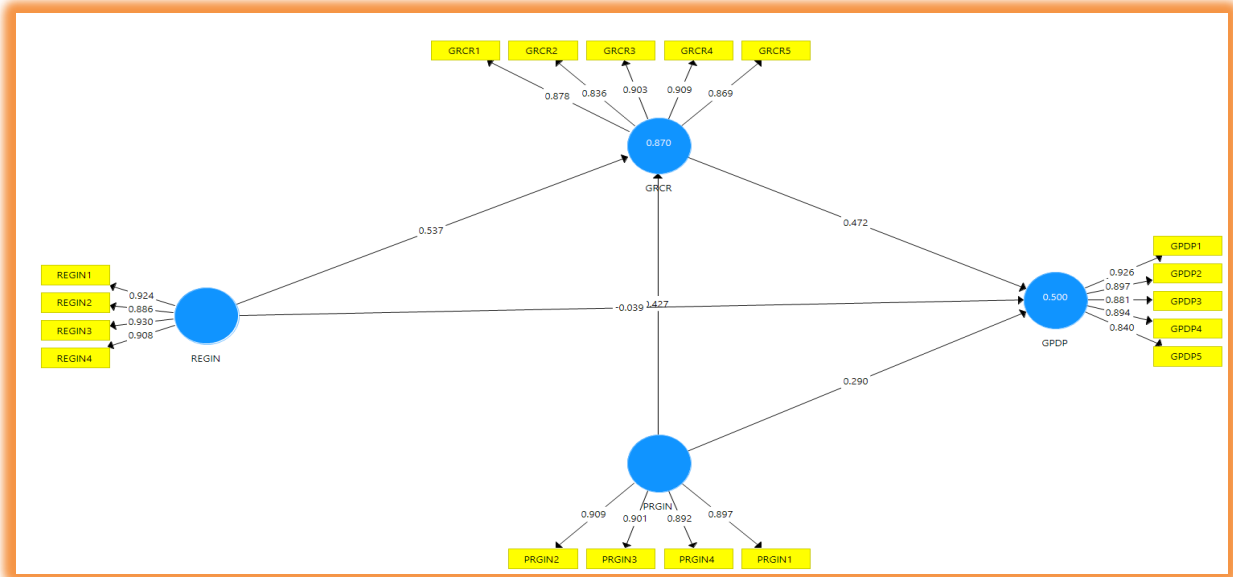 GRCR1 GRCR2 GRCR3 GRCR4 GRCR5
0.878 0.836 0.903 0.909 0.869
0.870
GRCR
0.537
0.472
REGIN1
REGIN2
REGIN3
REGIN4
0.924
0.886
0.930
0.908
REGIN
-0.039
0.427
GPDP1
GPDP2
GPDP3
GPDP4
GPDP5
0.926
0.897
0.881
0.894
0.840
0.500
GPDP
0.290
PRGIN
0.909 0.901 0.892 0.897
PRGIN2 PRGIN3 PRGIN4 PRGIN1